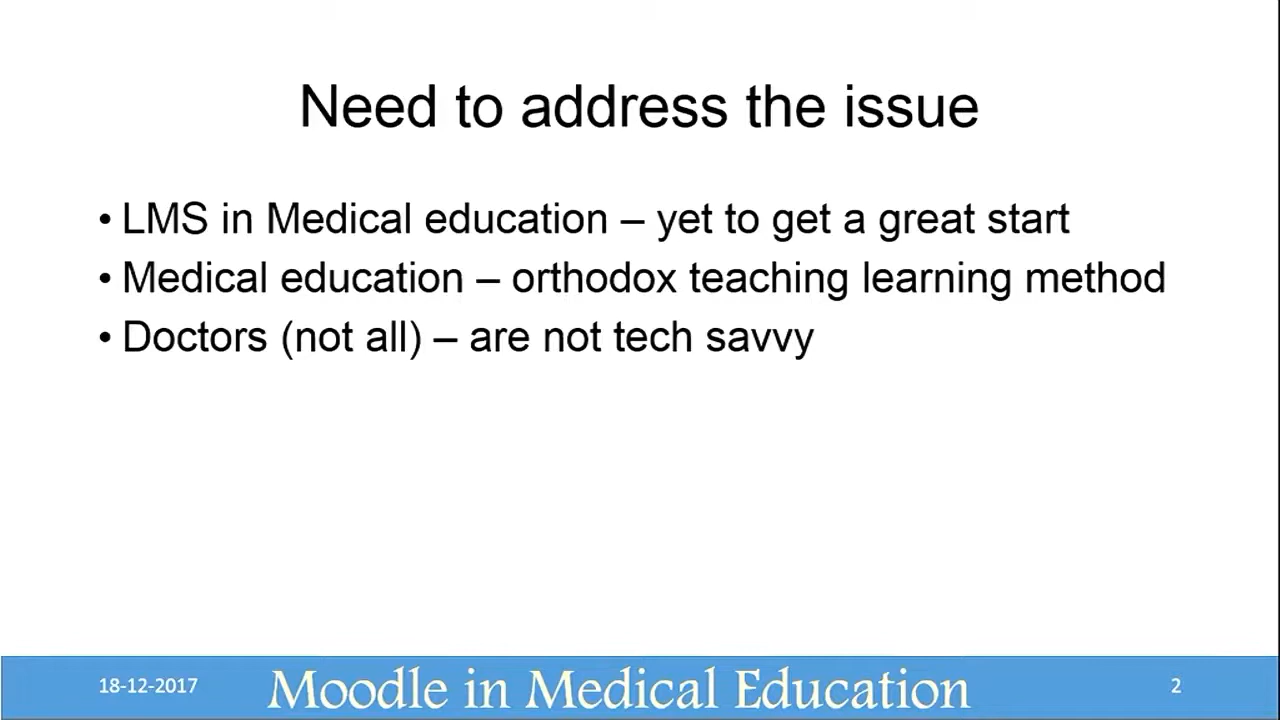 Need to address the issue
• LMS in Medical education – yet to get a great start
• Medical education – orthodox teaching learning method
• Doctors (not all) – are not tech savvy
18-12-2017 Moodle in Medical Education 2